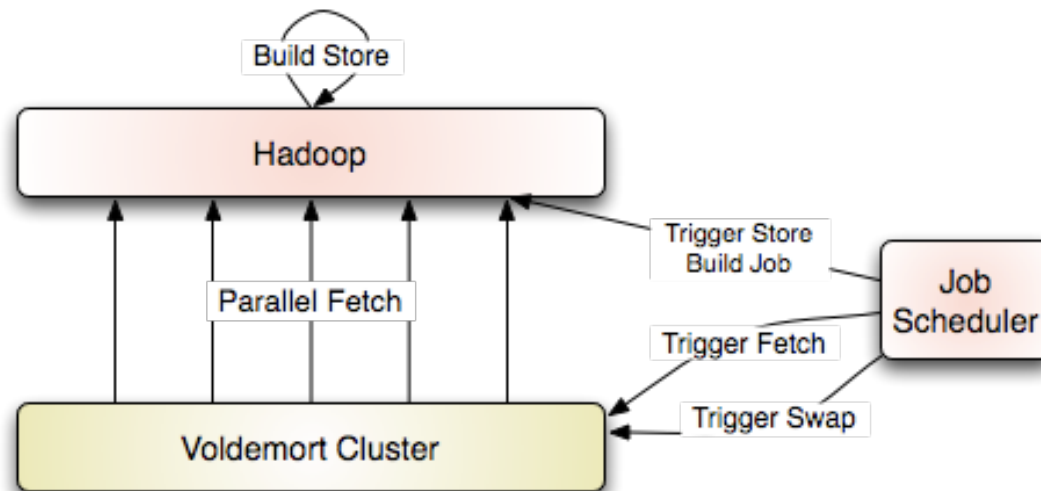 Build Store
Hadoop
Trigger Store
Build Job
Job
Scheduler
Parallel Fetch
Trigger Fetch
Trigger Swap
Voldemort Cluster